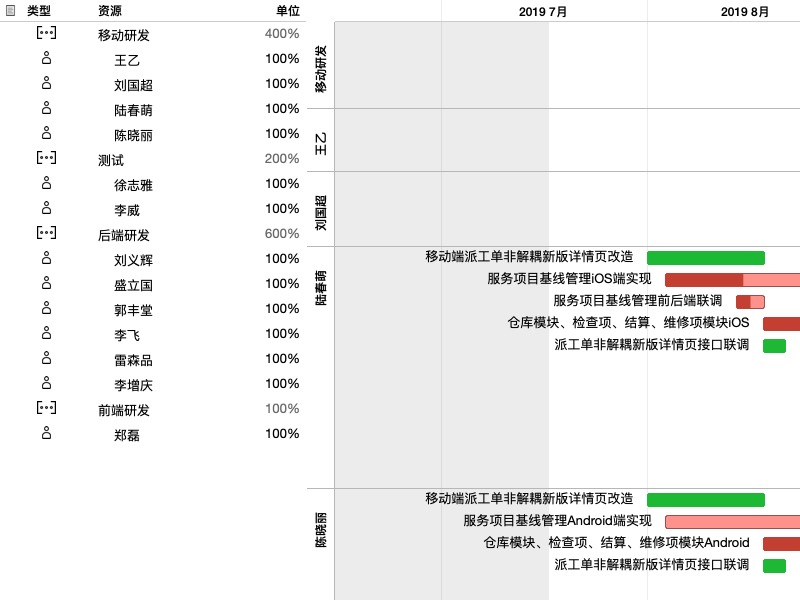 类型 资源 单位
移动研发 400%
王乙 100%
刘国超 100%
陆春萌 100%
陈晓丽 100%
测试 200%
徐志雅 100%
李威 100%
后端研发 600%
刘义辉 100%
盛立国 100%
郭丰堂 100%
李飞 100%
雷森品 100%
李增庆 100%
前端研发 100%
郑磊 100%
2019 7月 2019 8月
移动研发
王乙
刘国超
陆春萌
移动端派工单非解耦新版详情页改造
服务项目基线管理iOS端实现
服务项目基线管理前后端联调
仓库模块、检查项、结算、维修项模块iOS
派工单非解耦新版详情页接口联调
陈晓丽
移动端派工单非解耦新版详情页改造
服务项目基线管理Android端实现
仓库模块、检查项、结算、维修项模块Android
派工单非解耦新版详情页接口联调